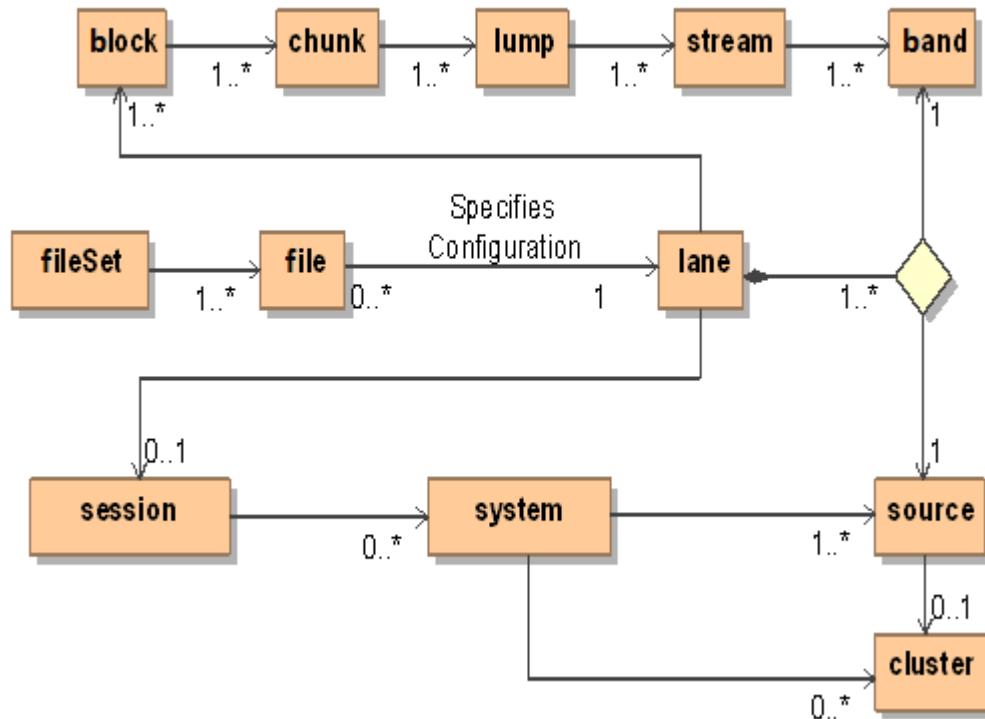 block
chunk
lump
stream
band
1..*
1..*
1..*
1..*
1..*
1
Specifies
Configuration
fileSet
file
lane
1..*
0..*
1
1..*
0..1
1
session
system
source
0..*
1..*
0..1
cluster
0..*